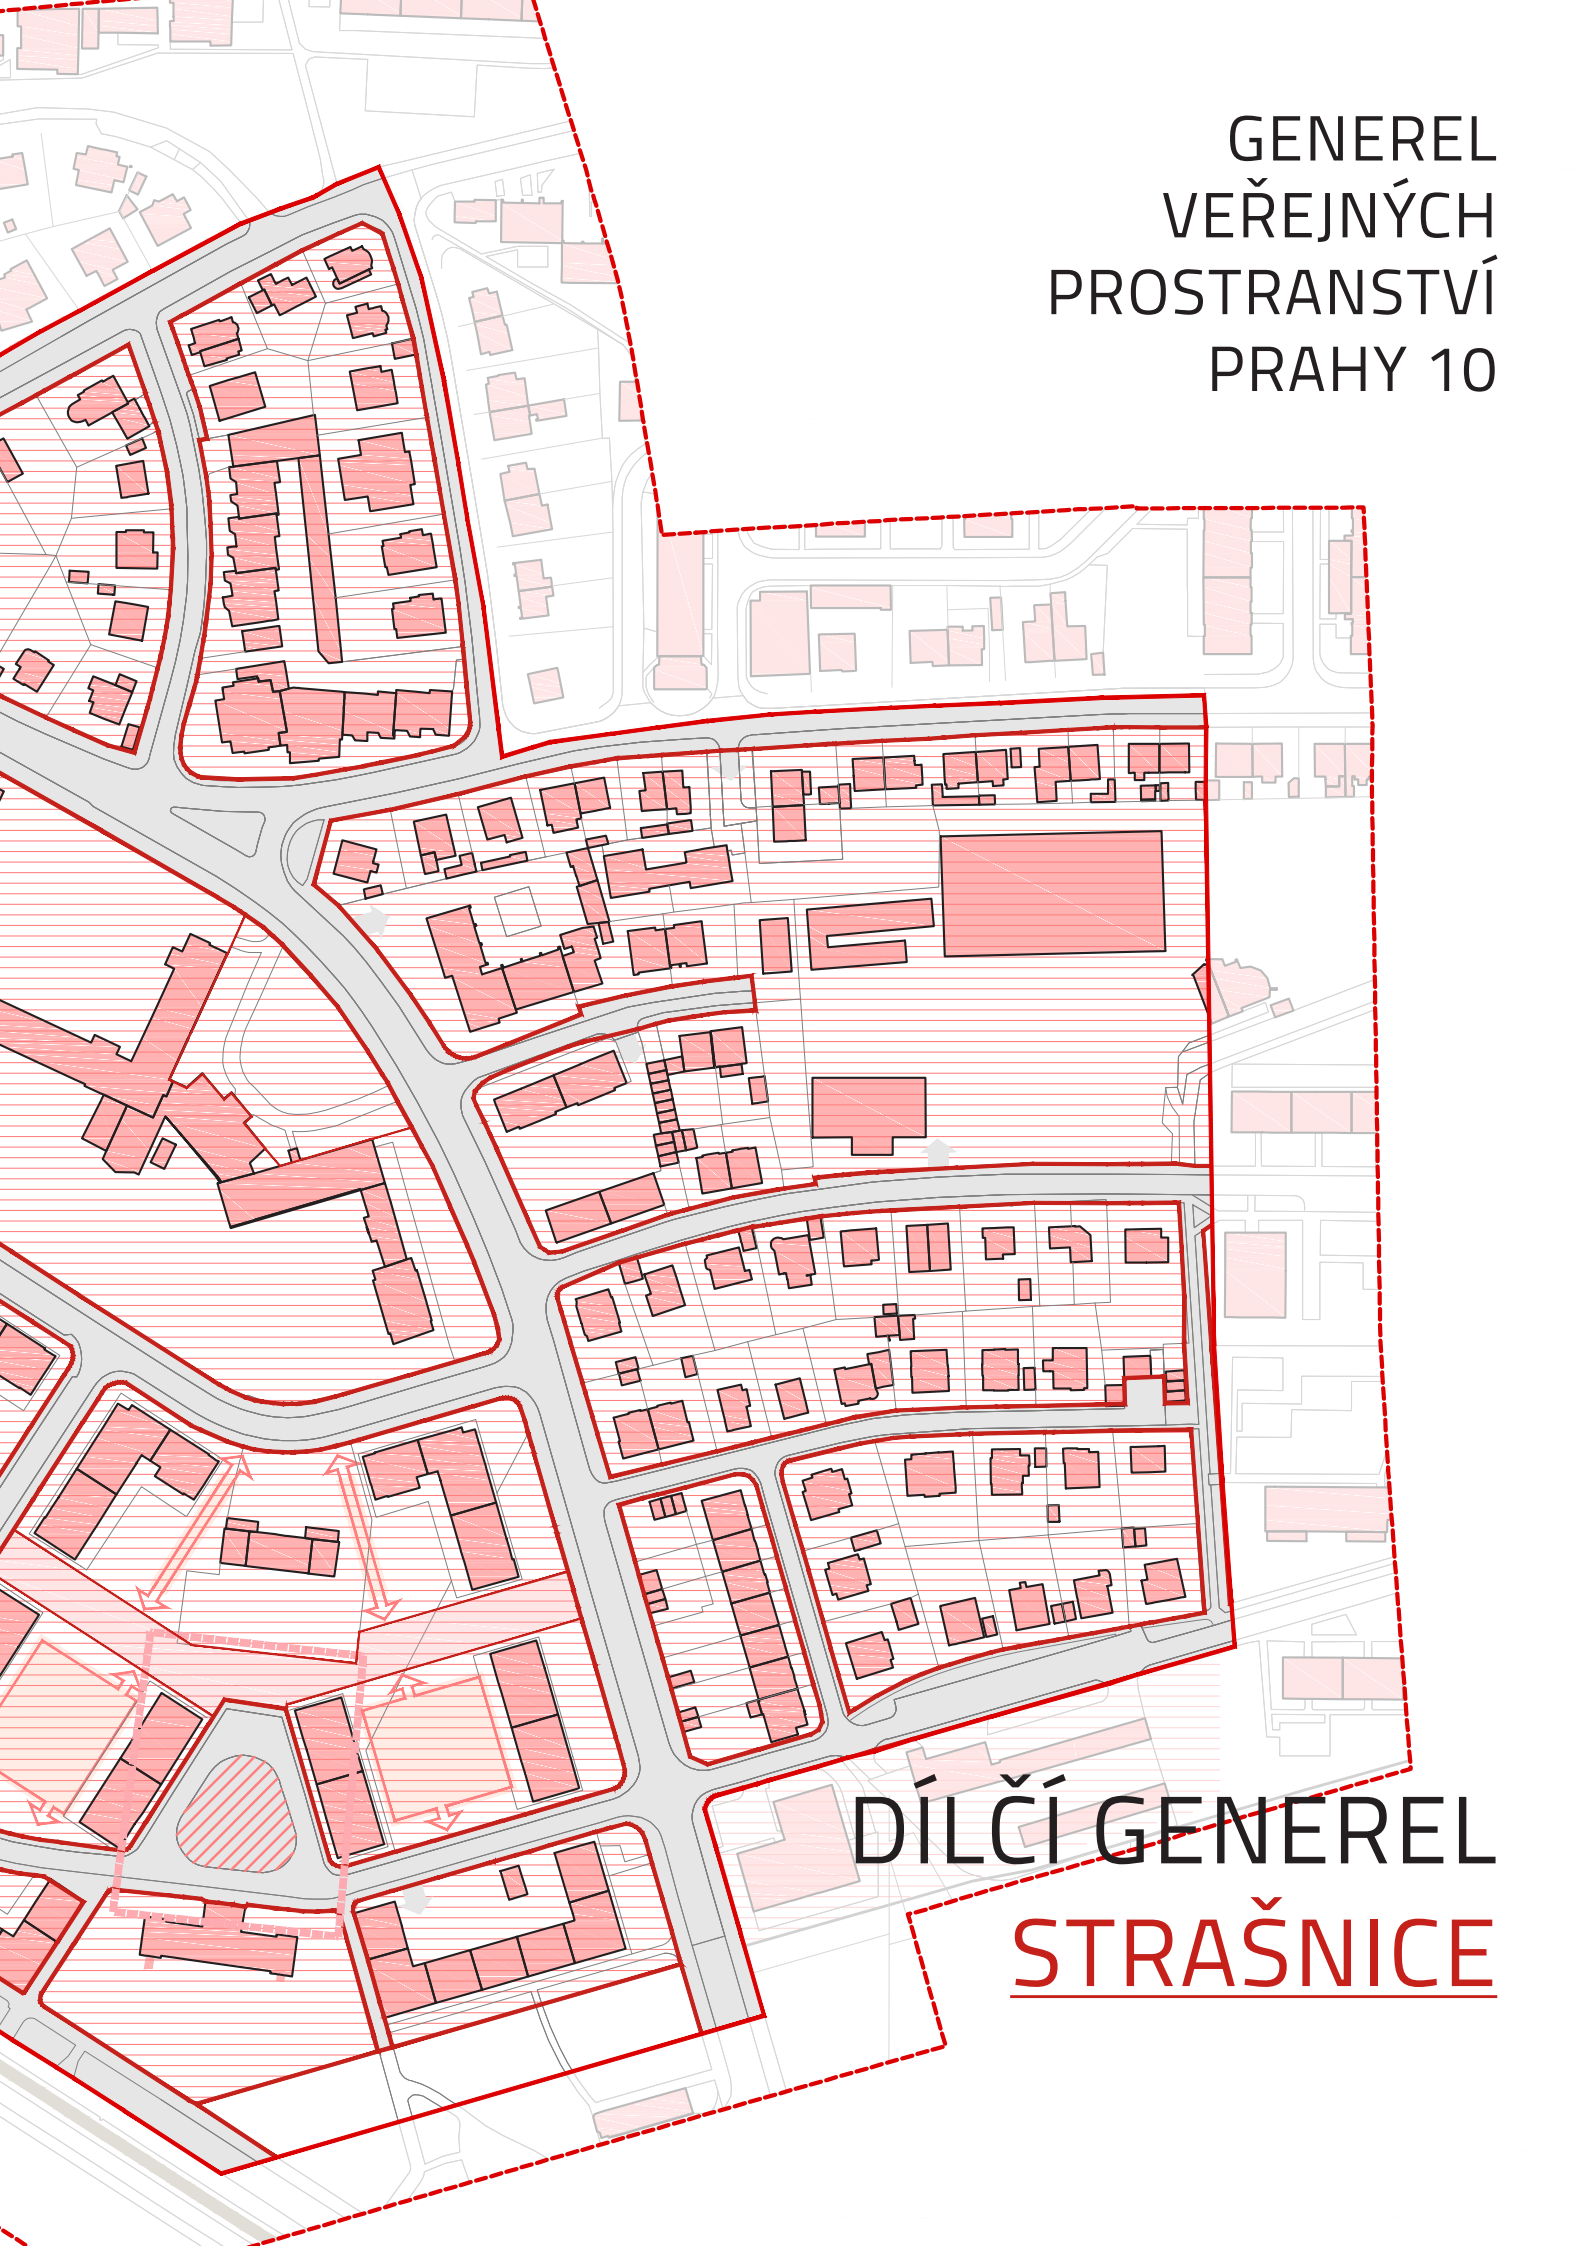 GENEREL
VEŘEJNÝCH
PROSTRANSTVÍ
PRAHY 10
DÍLČÍ GENEREL
STRAŠNICE